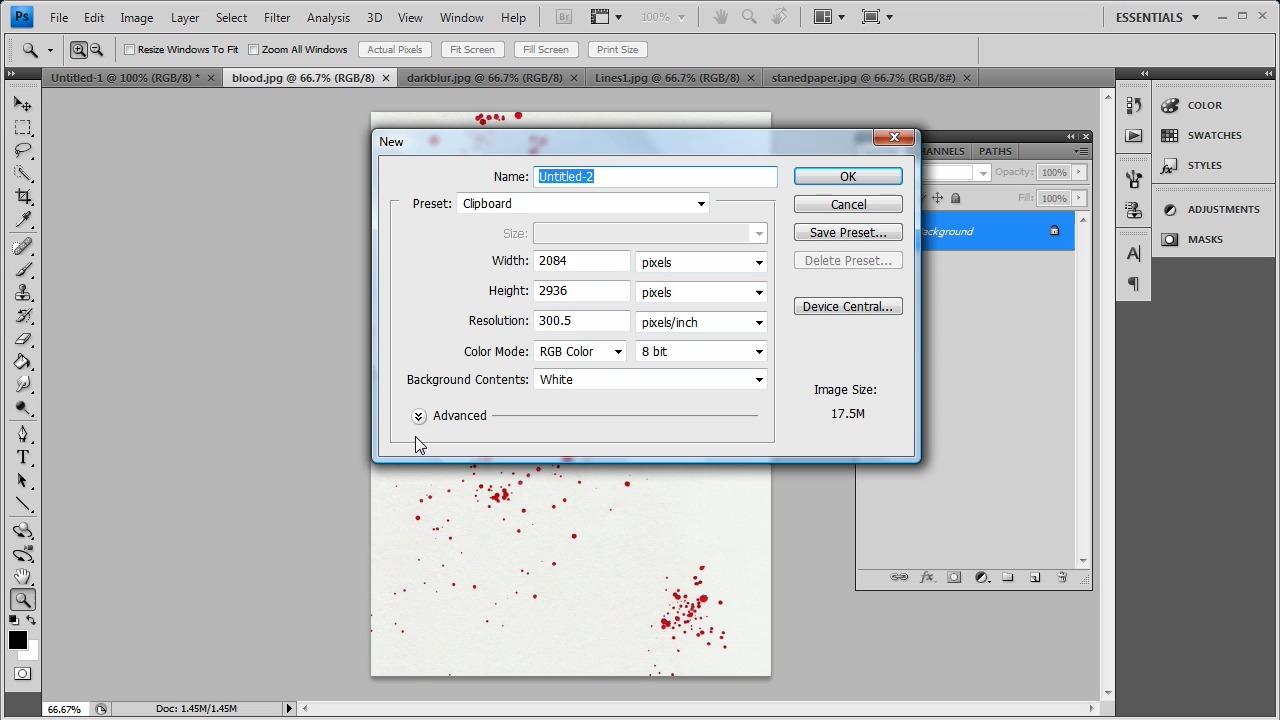 Ps File Edit Image Layer Select Filter Analysis 3D View Window Help Br 100% ESSENTIALS
Resize Windows To Fit Zoom All Windows Actual Pixels Fit Screen Fill Screen Print Size
Untitled-1 @ 100% (RGB/8) * × blood.jpg @ 66.7% (RGB/8) × darkblur.jpg @ 66.7% (RGB/8) × Lines1.jpg @ 66.7% (RGB/8) × stanedpaper.jpg @ 66.7% (RGB/8#) ×
New
Name: Untitled-2 OK
Preset: Clipboard Cancel
Size: Save Preset...
Width: 2084 pixels Delete Preset...
Height: 2936 pixels Device Central...
Resolution: 300.5 pixels/inch
Color Mode: RGB Color 8 bit
Background Contents: White
Advanced
Image Size:
17.5M
HANNELS PATHS
Opacity: 100%
Fill: 100%
ackground
COLOR
SWATCHES
STYLES
ADJUSTMENTS
MASKS
A
T
fx
66.67% Doc: 1.45M/1.45M